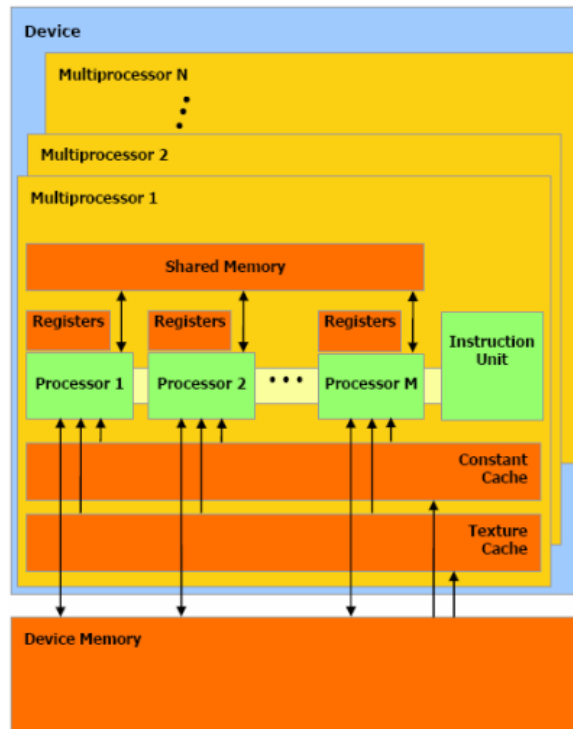 Device
Multiprocessor N
Multiprocessor 2
Multiprocessor 1
Shared Memory
Registers
Registers
Registers
Instruction
Unit
Processor 1
Processor 2
Processor M
Constant
Cache
Texture
Cache
Device Memory